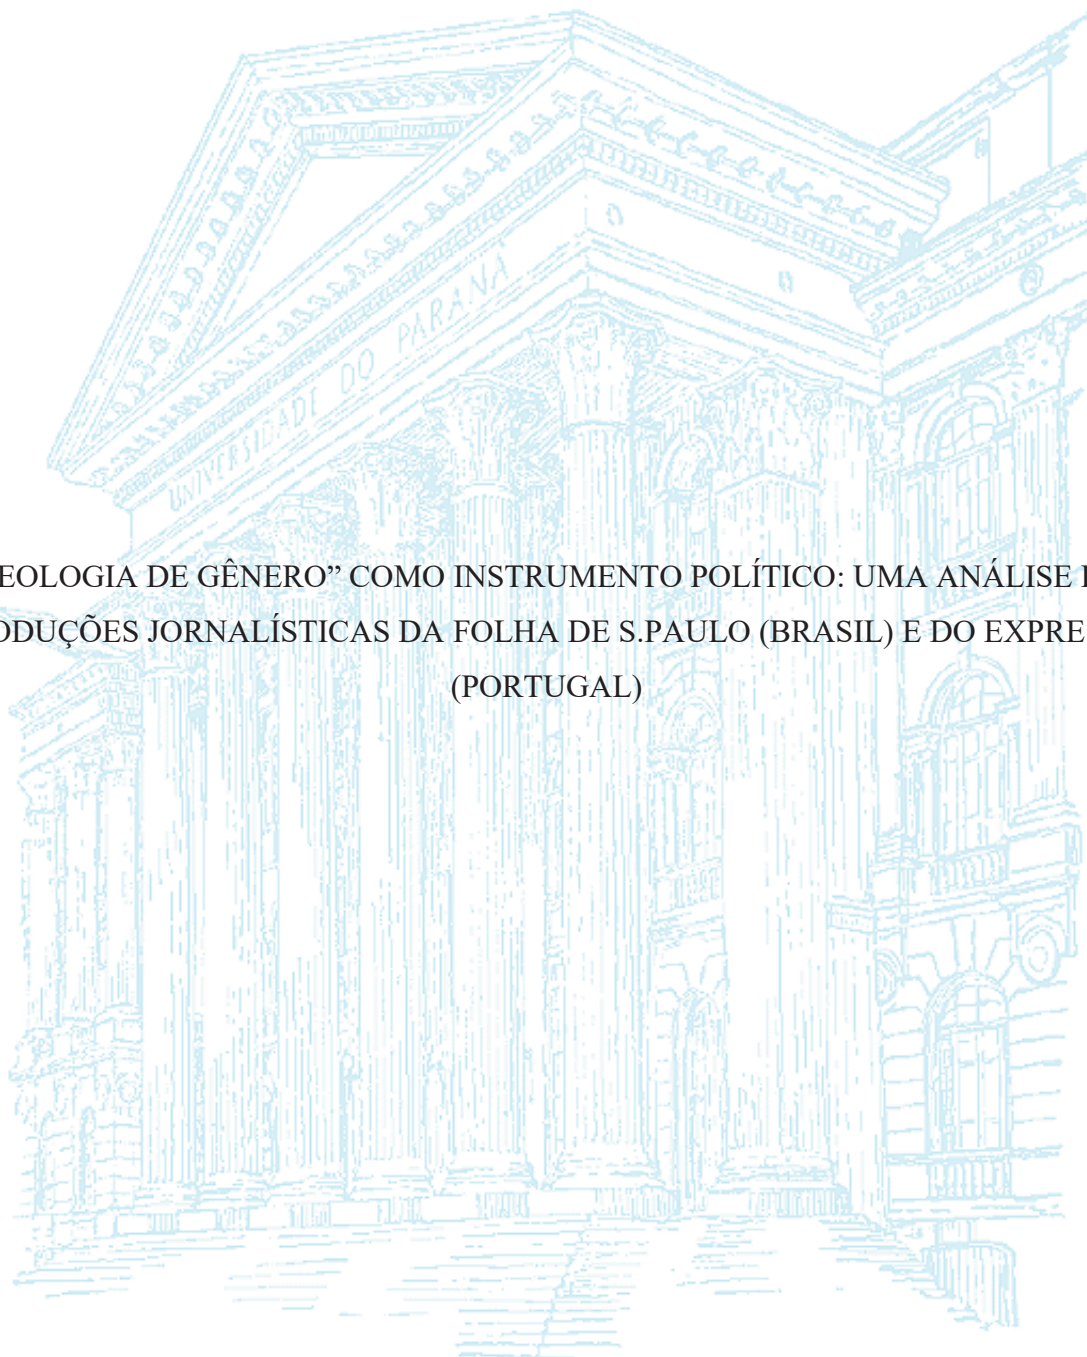 UNIVERSIDADE DO PARANÁ
EOLOGIA DE GÊNERO” COMO INSTRUMENTO POLÍTICO: UMA ANÁLISE
ODUÇÕES JORNALÍSTICAS DA FOLHA DE S.PAULO (BRASIL) E DO EXPRE
(PORTUGAL)